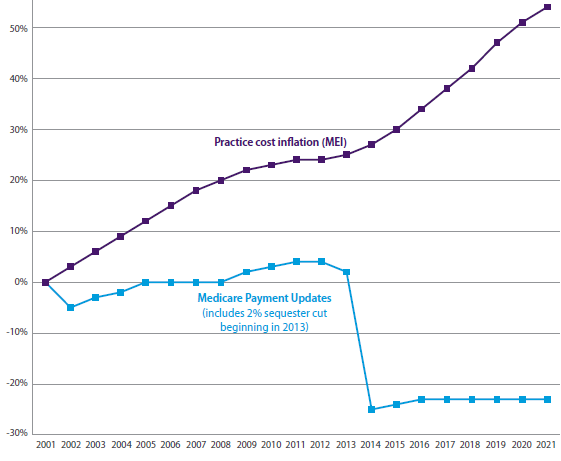 50%
40%
30%
Practice cost inflation (MEI)
20%
10%
0%
Medicare Payment Updates
(includes 2% sequester cut
beginning in 2013)
-10%
-20%
-30%
2001 2002 2003 2004 2005 2006 2007 2008 2009 2010 2011 2012 2013 2014 2015 2016 2017 2018 2019 2020 2021